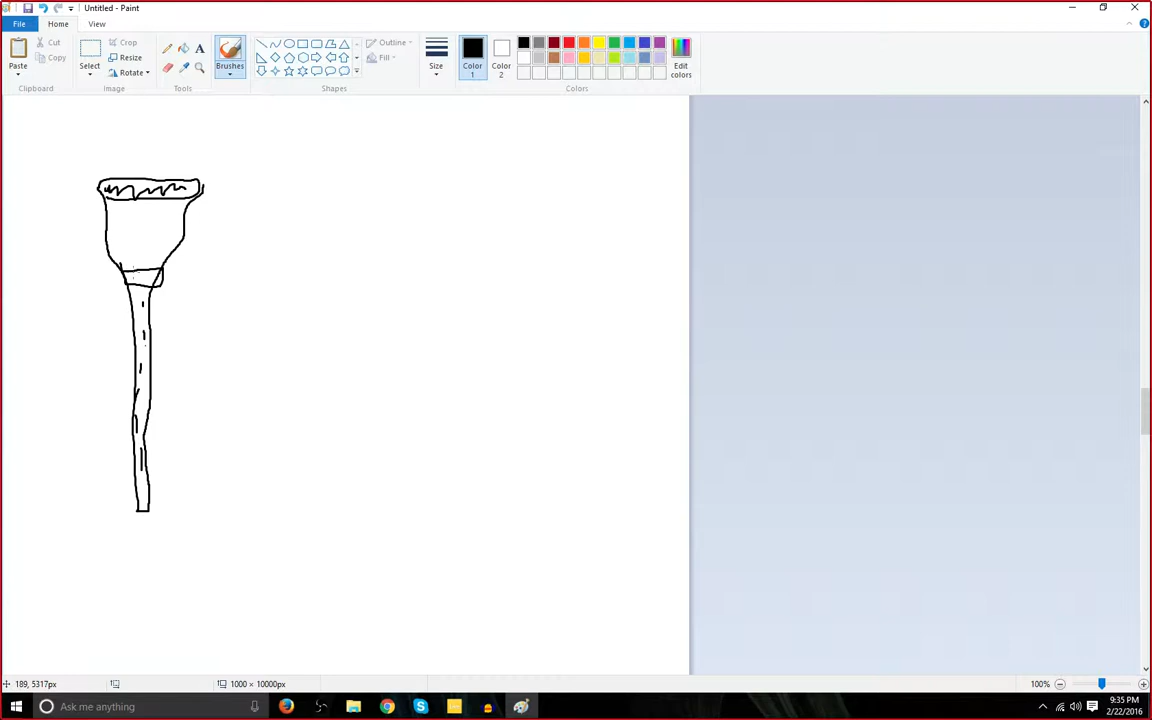 Untitled - Paint
File Home View
Paste Cut Copy Clipboard
Select Crop Resize Rotate Image
A Tools
Brushes
Outline Fill Shapes
Size
Color 1
Color 2
Edit colors
Colors
189, 5317px 1000 × 10000px 100%
Ask me anything 9:35 PM
2/22/2016